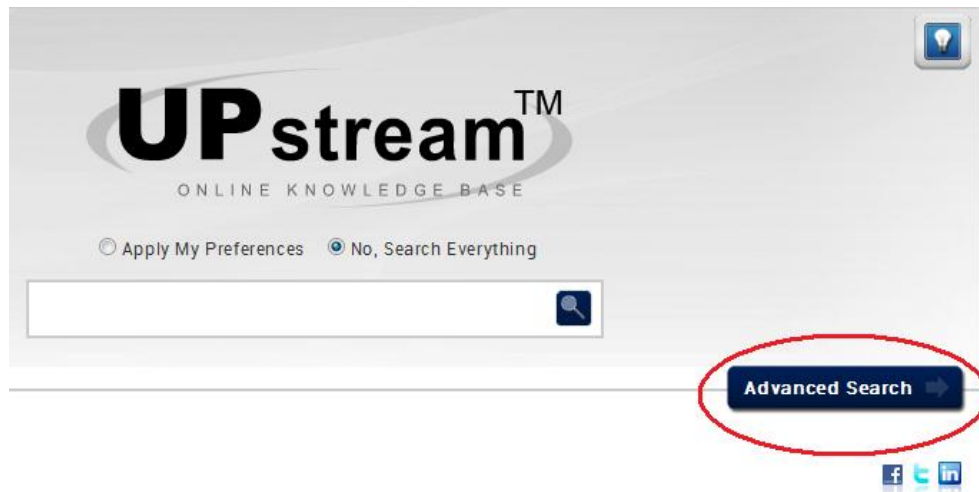 UPstream™
ONLINE KNOWLEDGE BASE
Apply My Preferences No, Search Everything
Advanced Search